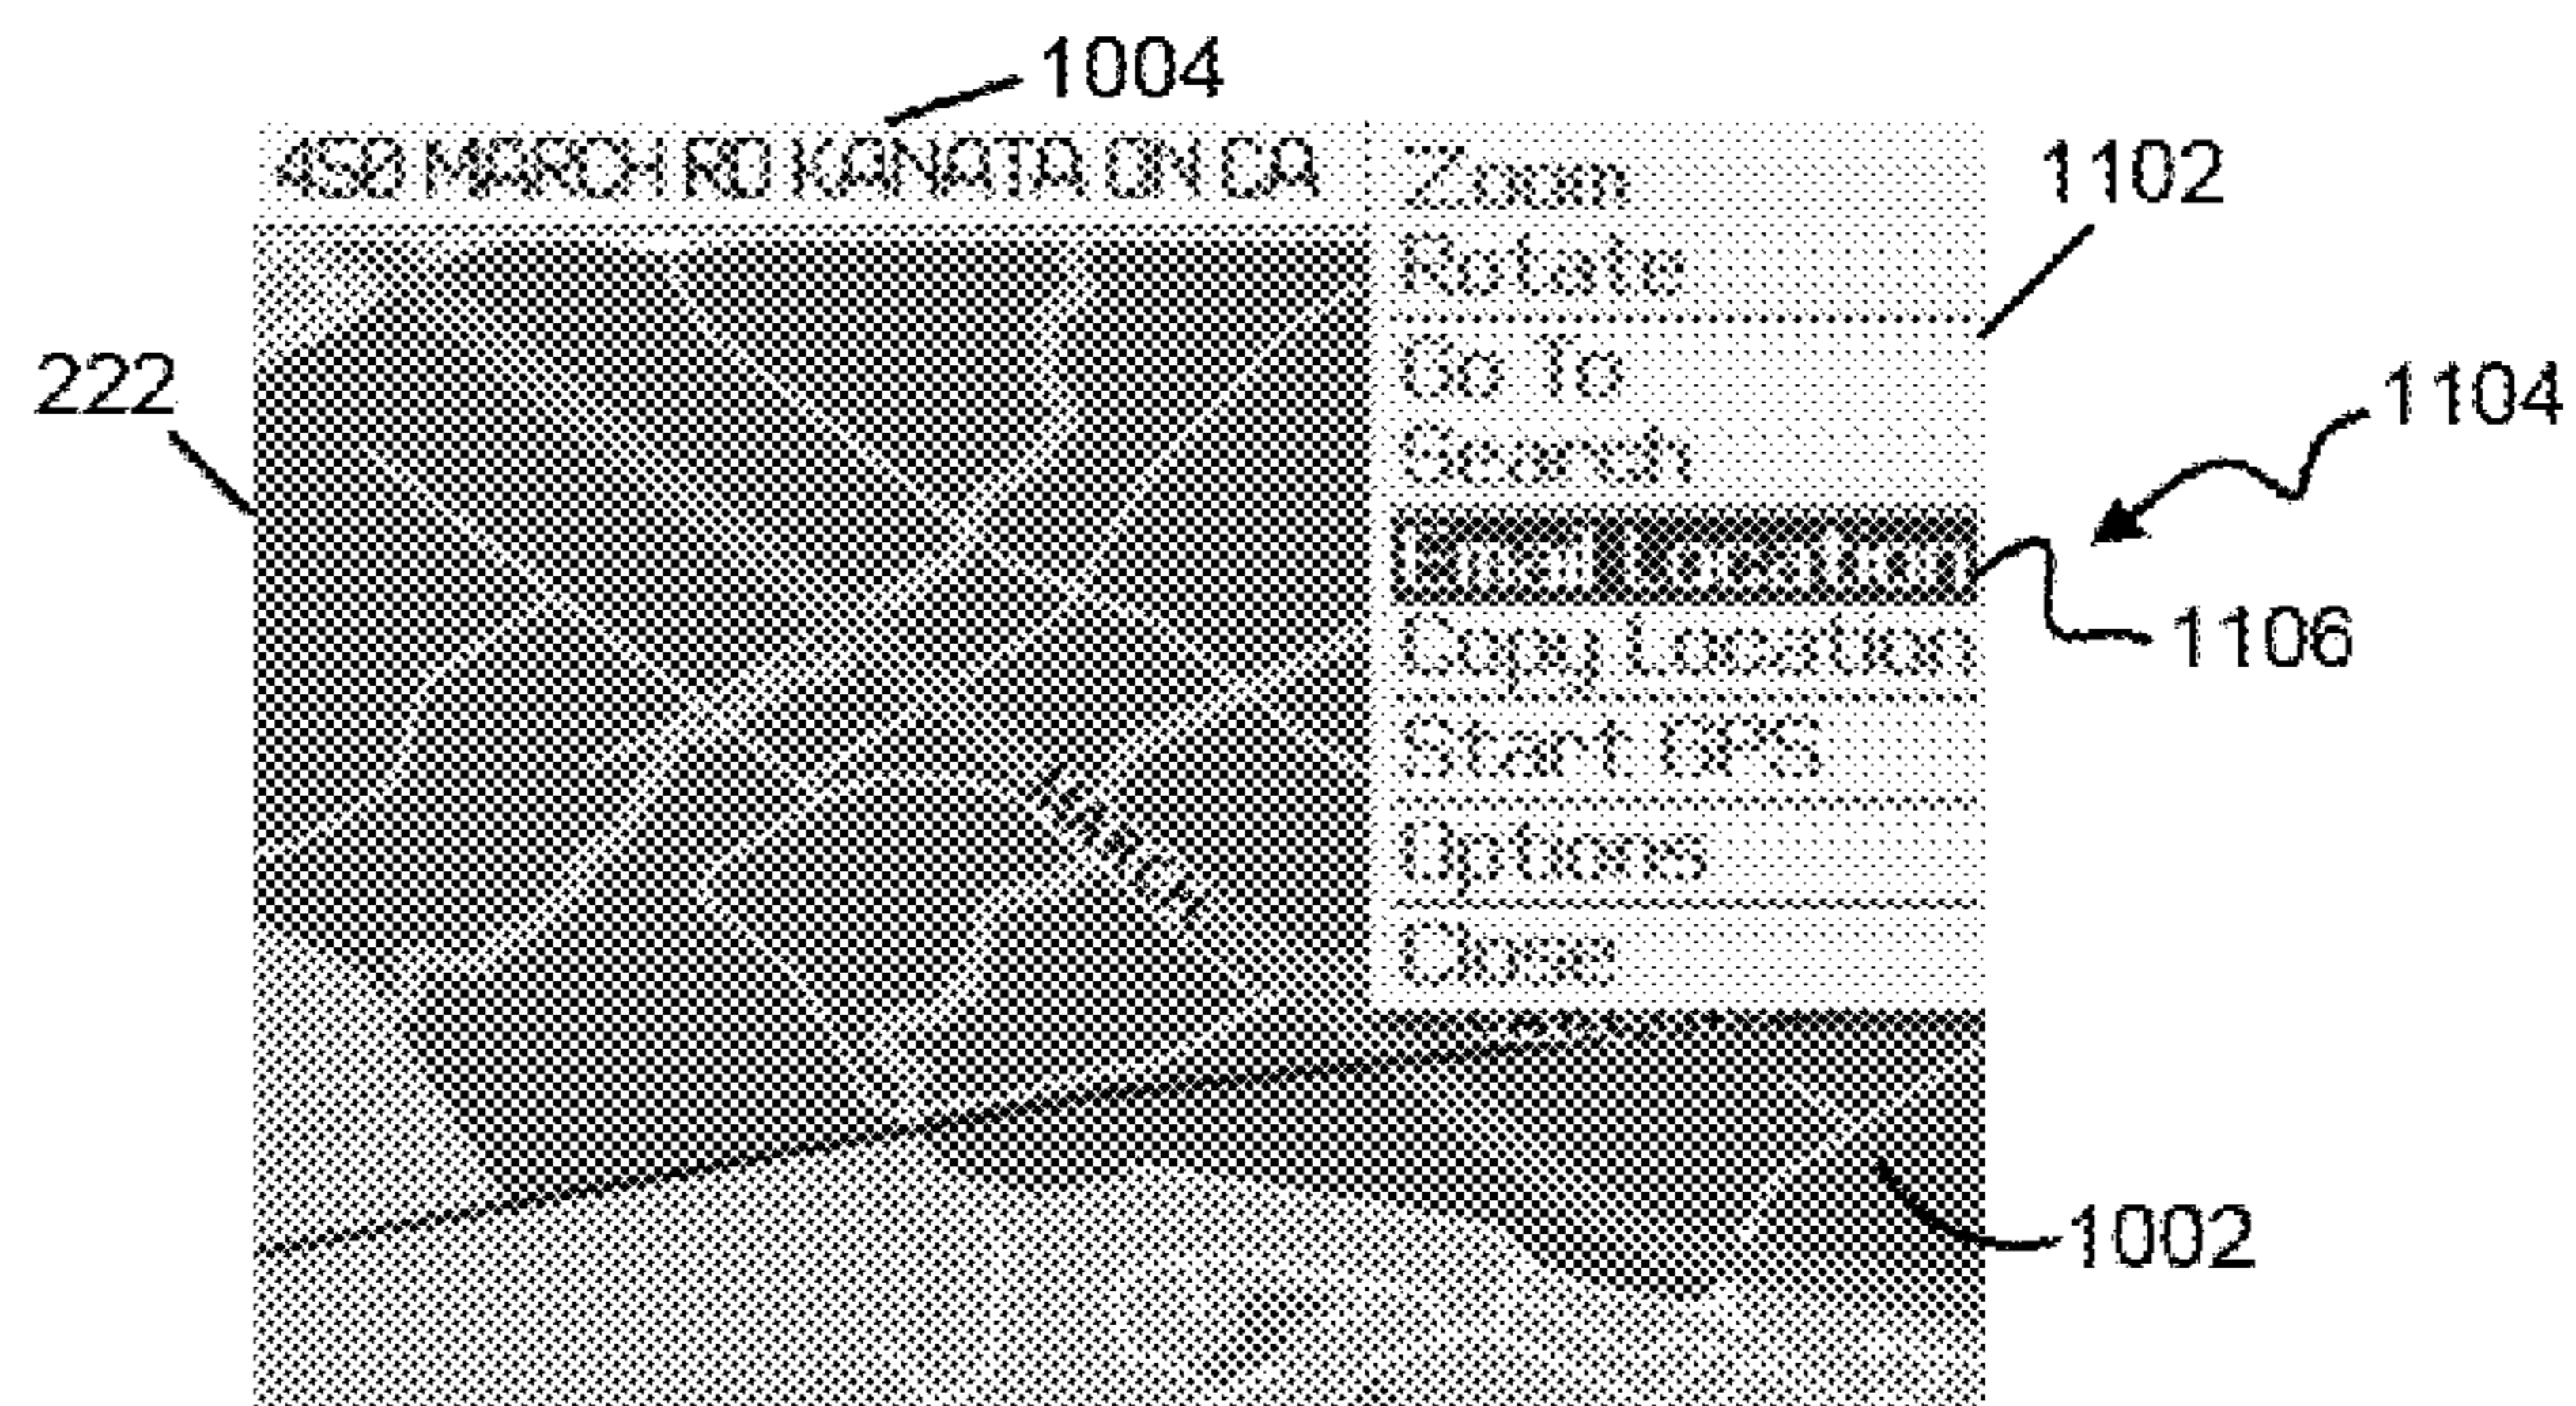 1004
450 MARCH RD KANATA ON CA
Zoom
1102
Rotate
Go To
222
1104
Search
Email Location
Copy Location
1106
Start GPS
MARCH
Options
Close
1002